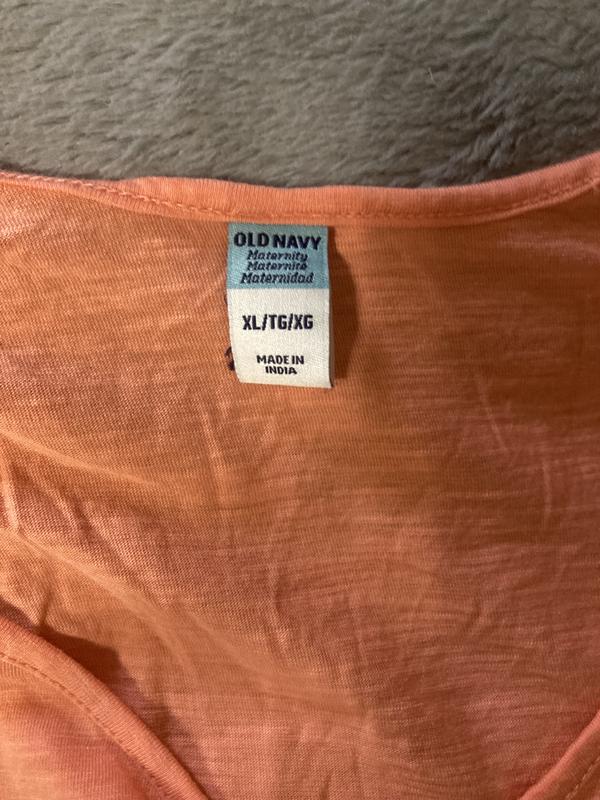 OLD NAVY
Maternity
Maternité
Maternidad
XL/TG/XG
MADE IN
INDIA